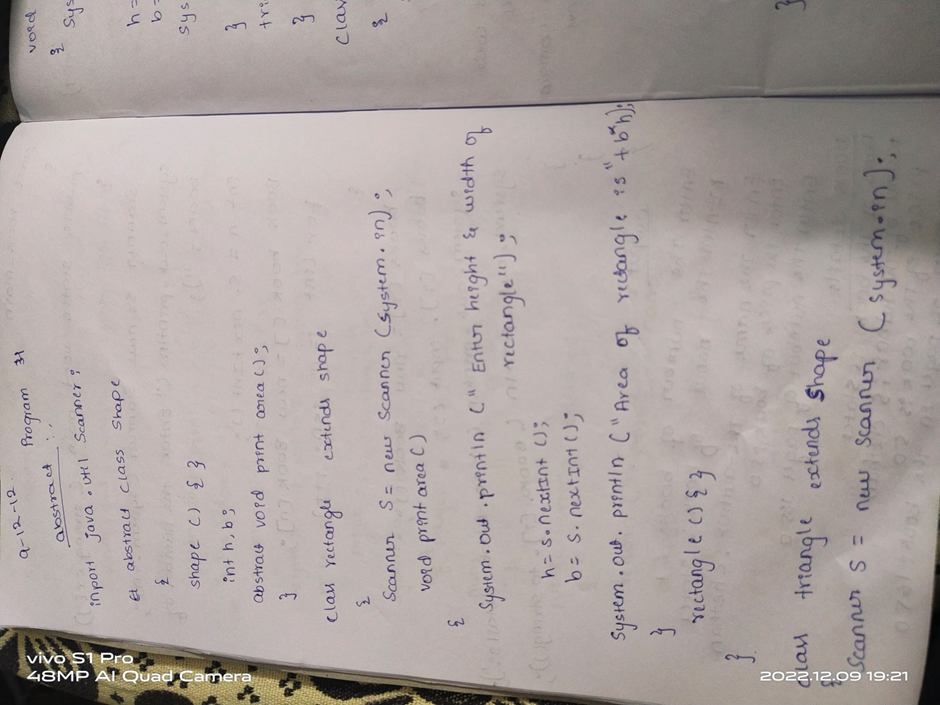 9-12-12 Program 31
abstract :.
inport java.util Scanner;
abstract class shape
{
shape () { }
int h, b;
abstract void print area();
}
class rectangle extends shape
{
Scanner S = new Scanner (System.in);
void print area()
{
System.out.println (" Enter height & width of
rectangle");
h = s.nextInt ();
b = s.nextInt ();
System.out.println ("Area of rectangle is" + b*h);
}
rectangle () { }
}
class triangle extends Shape
{
Scanner S = new Scanner (System.in);
void
{ Sys
h =
b =
sys
}
tri
}
Clas
{
}
vivo S1 Pro
48MP AI Quad Camera
2022.12.09 19:21